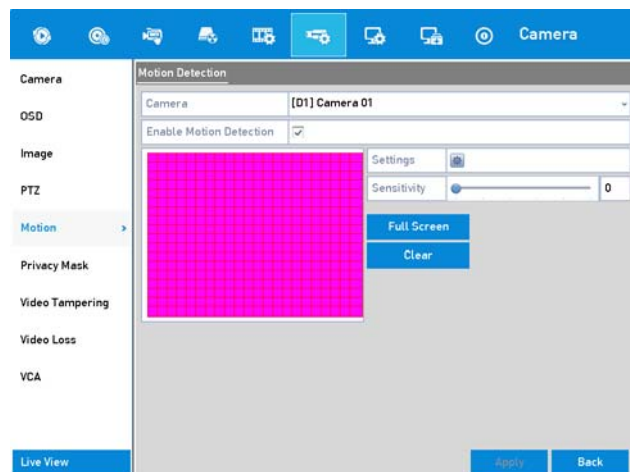 Camera
Camera
OSD
Image
PTZ
Motion
Privacy Mask
Video Tampering
Video Loss
VCA
Live View
Motion Detection
Camera [D1] Camera 01
Enable Motion Detection
Settings
Sensitivity 0
Full Screen
Clear
Apply
Back